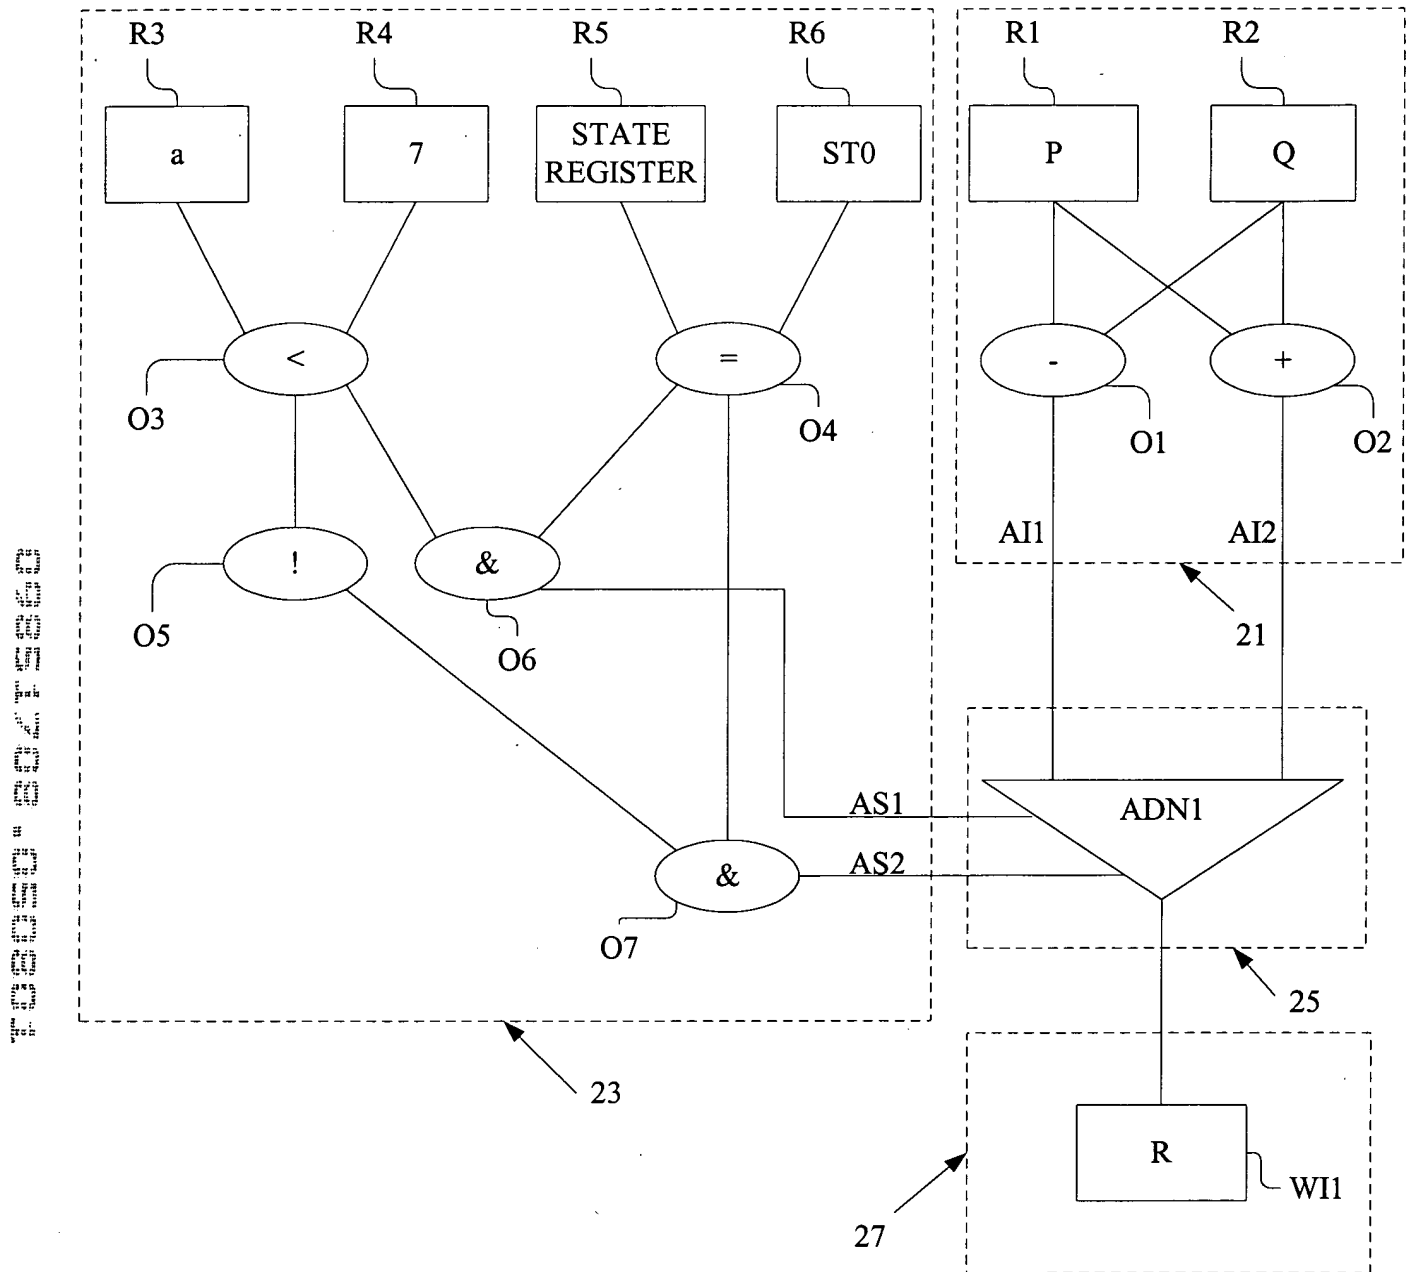 R3 R4 R5 R6 R1 R2
a 7 STATE REGISTER ST0 P Q
< = - +
O3 O4 O1 O2
AI1 AI2
! &
O5 O6 21
AS1 ADN1
& AS2
O7
25
23
R
WI1
27